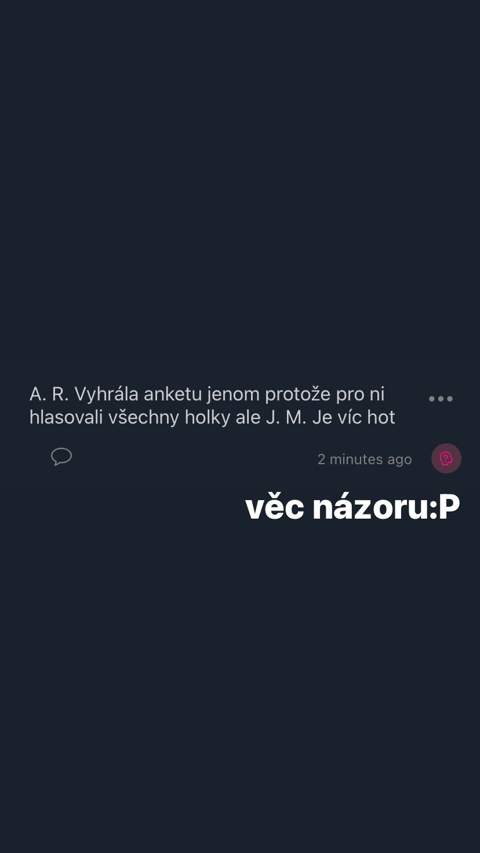 A. R. Vyhrála anketu jenom protože pro ni
hlasovali všechny holky ale J. M. Je víc hot
2 minutes ago
věc názoru:P